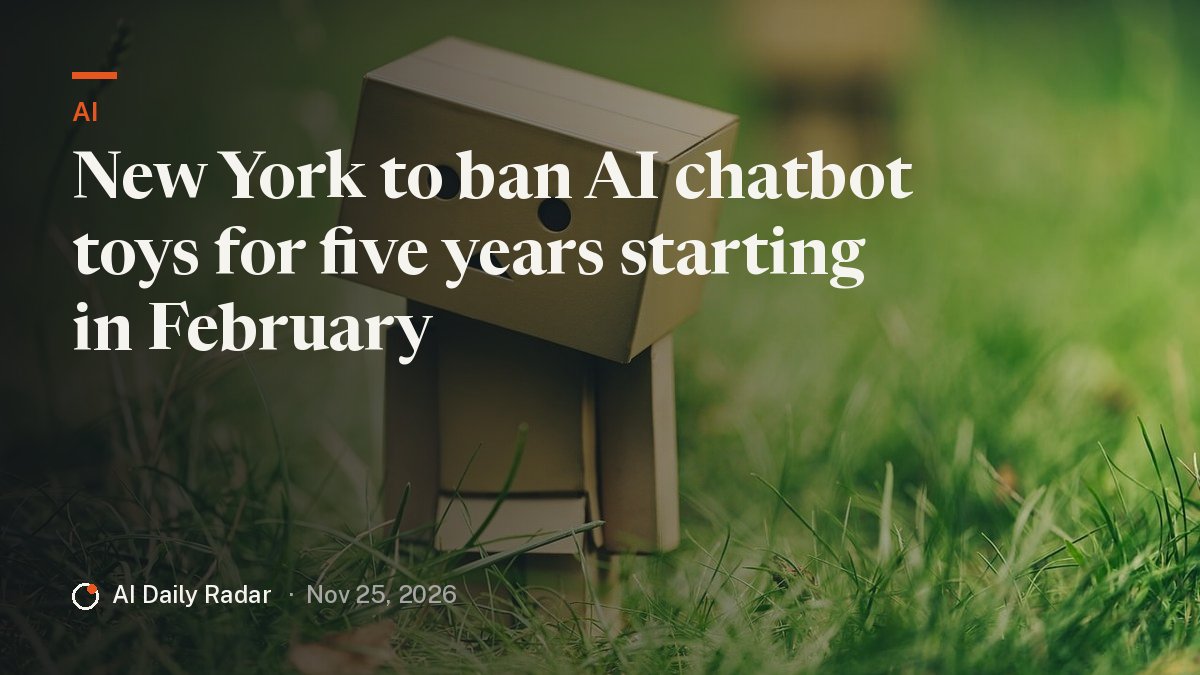 AI
New York to ban AI chatbot
toys for five years starting
in February
AI Daily Radar · Nov 25, 2026